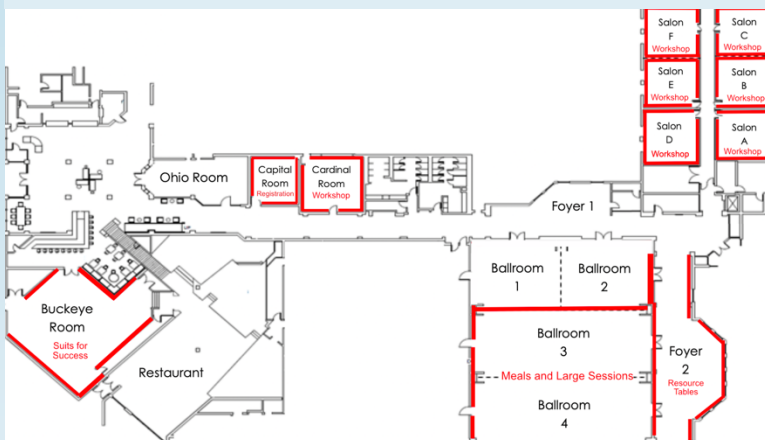 Salon
F
Workshop
Salon
C
Workshop
Salon
E
Workshop
Salon
B
Workshop
Salon
D
Workshop
Salon
A
Workshop
Ohio Room
Capital
Room
Registration
Cardinal
Room
Workshop
Foyer 1
Ballroom
1
Ballroom
2
Buckeye
Room
Suits for
Success
Restaurant
Ballroom
3
Meals and Large Sessions
Ballroom
4
Foyer
2
Resource
Tables